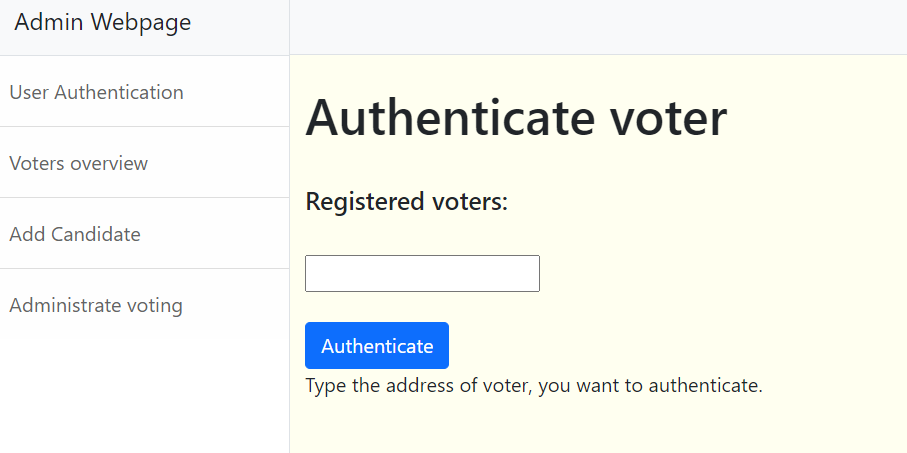 Admin Webpage
User Authentication
Voters overview
Add Candidate
Administrate voting
Authenticate voter
Registered voters:
Authenticate
Type the address of voter, you want to authenticate.